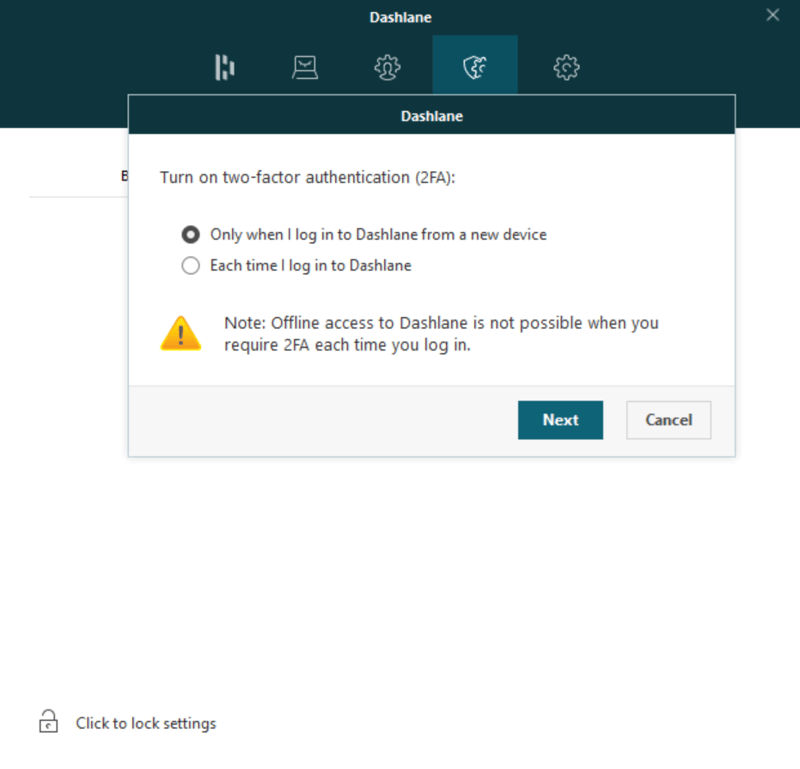 Dashlane
Dashlane
B
Turn on two-factor authentication (2FA):
Only when I log in to Dashlane from a new device
Each time I log in to Dashlane
Note: Offline access to Dashlane is not possible when you
require 2FA each time you log in.
Next Cancel
Click to lock settings